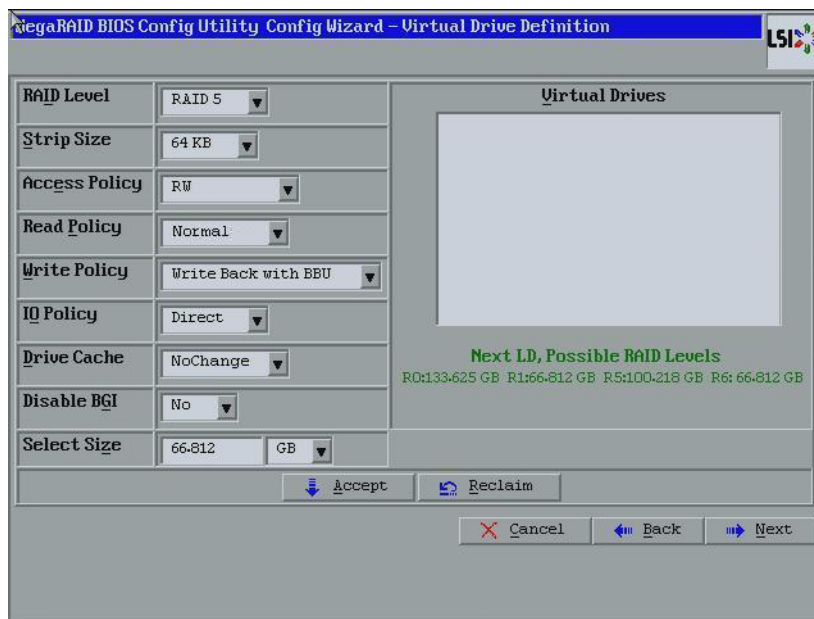 MegaRAID BIOS Config Utility Config Wizard – Virtual Drive Definition
LSI
RAID Level RAID 5
Virtual Drives
Strip Size 64 KB
Access Policy RW
Read Policy Normal
Write Policy Write Back with BBU
IO Policy Direct
Drive Cache NoChange
Next LD, Possible RAID Levels
R0:133.625 GB R1:66.812 GB R5:100.218 GB R6: 66.812 GB
Disable BGI No
Select Size 66.812 GB
Accept Reclaim
Cancel Back Next